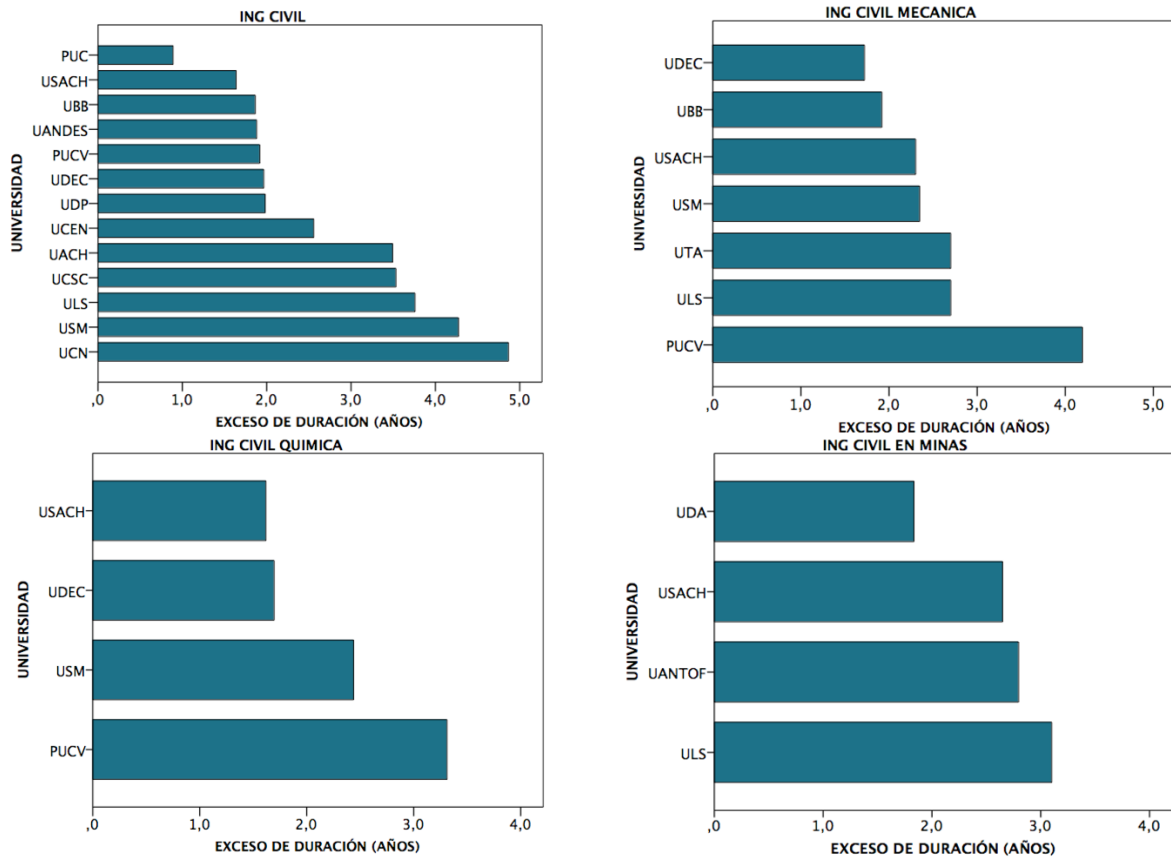 ING CIVIL
UNIVERSIDAD
PUC
USACH
UBB
UANDES
PUCV
UDEC
UDP
UCEN
UACH
UCSC
ULS
USM
UCN
,0 1,0 2,0 3,0 4,0 5,0
EXCESO DE DURACIÓN (AÑOS)
ING CIVIL MECANICA
UNIVERSIDAD
UDEC
UBB
USACH
USM
UTA
ULS
PUCV
,0 1,0 2,0 3,0 4,0 5,0
EXCESO DE DURACIÓN (AÑOS)
ING CIVIL QUIMICA
UNIVERSIDAD
USACH
UDEC
USM
PUCV
,0 1,0 2,0 3,0 4,0
EXCESO DE DURACIÓN (AÑOS)
ING CIVIL EN MINAS
UNIVERSIDAD
UDA
USACH
UANTOF
ULS
,0 1,0 2,0 3,0 4,0
EXCESO DE DURACIÓN (AÑOS)